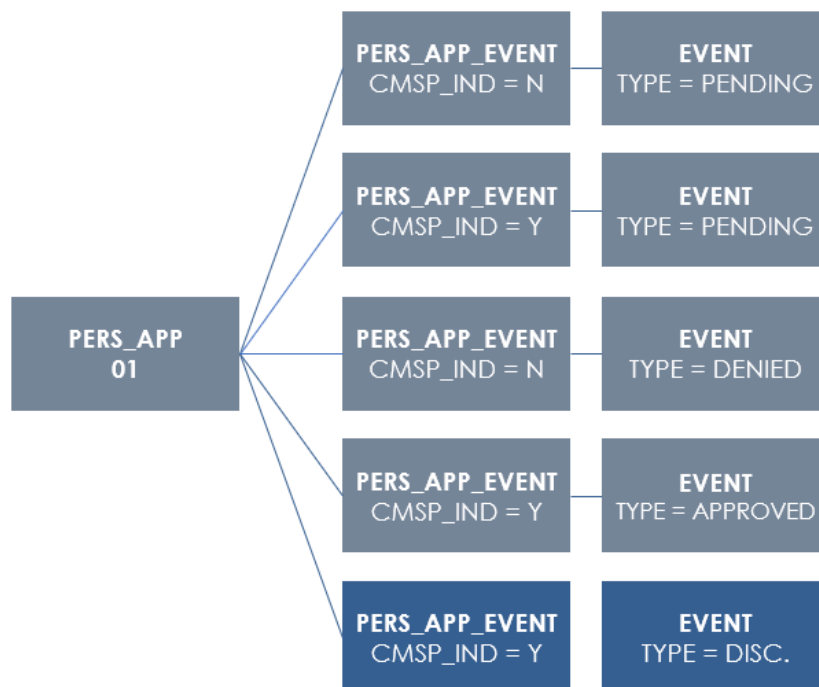 PERS_APP_EVENT
CMSP_IND = N
EVENT
TYPE = PENDING
PERS_APP_EVENT
CMSP_IND = Y
EVENT
TYPE = PENDING
PERS_APP
01
PERS_APP_EVENT
CMSP_IND = N
EVENT
TYPE = DENIED
PERS_APP_EVENT
CMSP_IND = Y
EVENT
TYPE = APPROVED
PERS_APP_EVENT
CMSP_IND = Y
EVENT
TYPE = DISC.